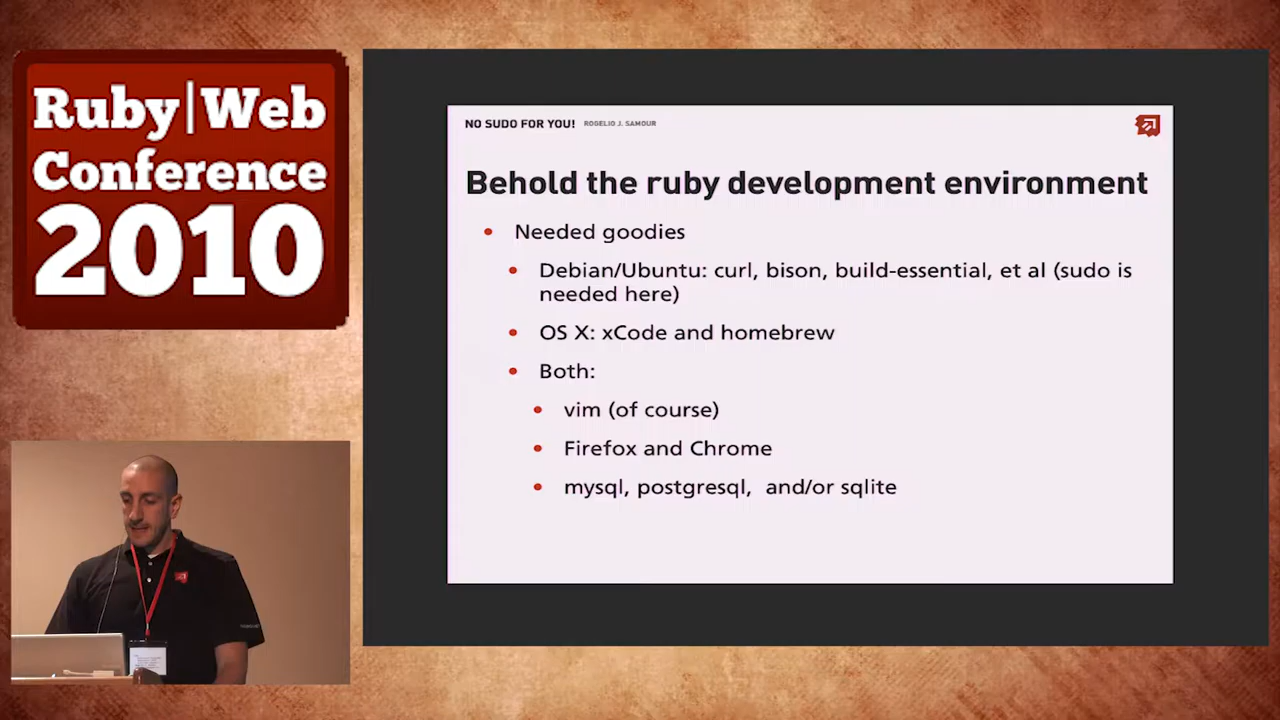 Ruby|Web
Conference
2010
NO SUDO FOR YOU! ROGELIO J. SAMOUR
Behold the ruby development environment
• Needed goodies
• Debian/Ubuntu: curl, bison, build-essential, et al (sudo is
needed here)
• OS X: xCode and homebrew
• Both:
• vim (of course)
• Firefox and Chrome
• mysql, postgresql,  and/or sqlite